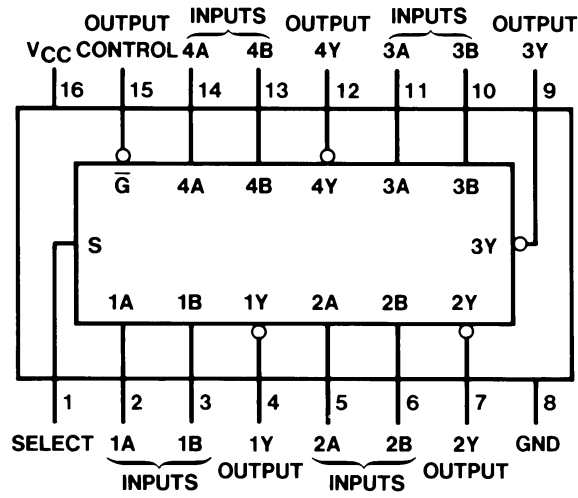 OUTPUT INPUTS OUTPUT INPUTS OUTPUT
VCC CONTROL 4A 4B 4Y 3A 3B 3Y
16 15 14 13 12 11 10 9
G 4A 4B 4Y 3A 3B
S 3Y
1A 1B 1Y 2A 2B 2Y
1 2 3 4 5 6 7 8
SELECT 1A 1B 1Y 2A 2B 2Y GND
INPUTS OUTPUT INPUTS OUTPUT